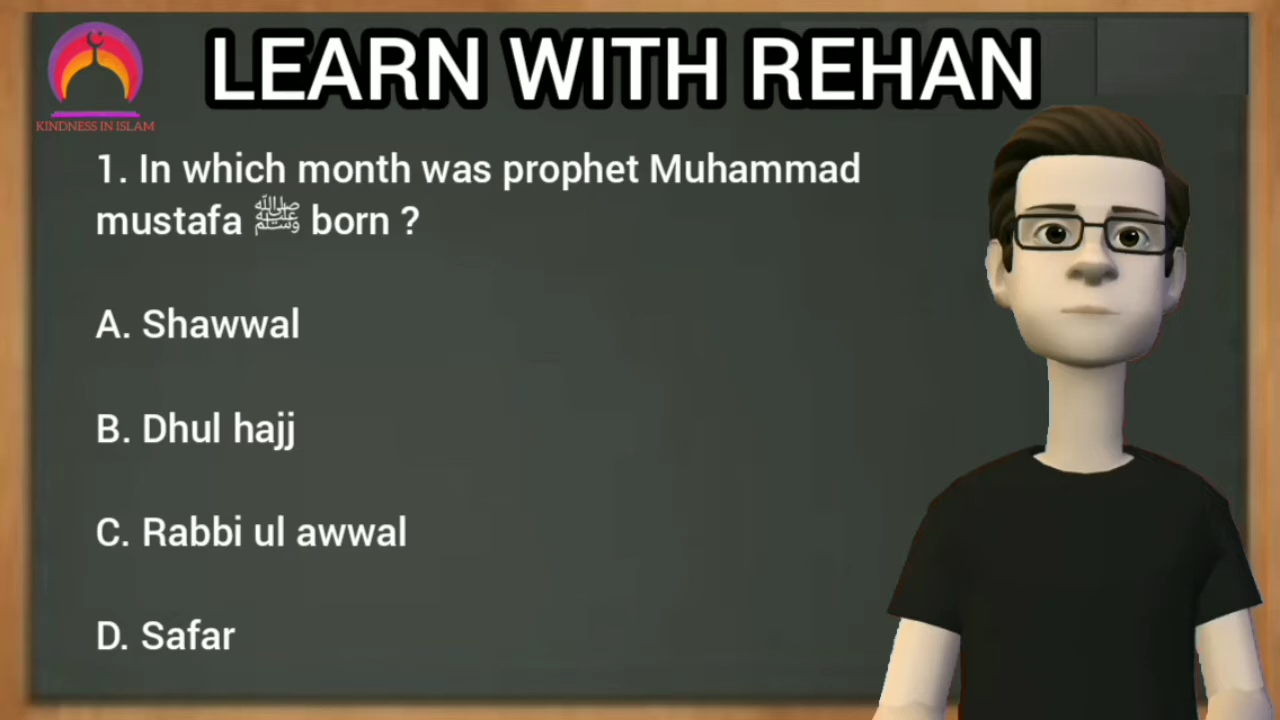 LEARN WITH REHAN
KINDNESS IN ISLAM
1. In which month was prophet Muhammad
mustafa ﷺ born ?
A. Shawwal
B. Dhul hajj
C. Rabbi ul awwal
D. Safar